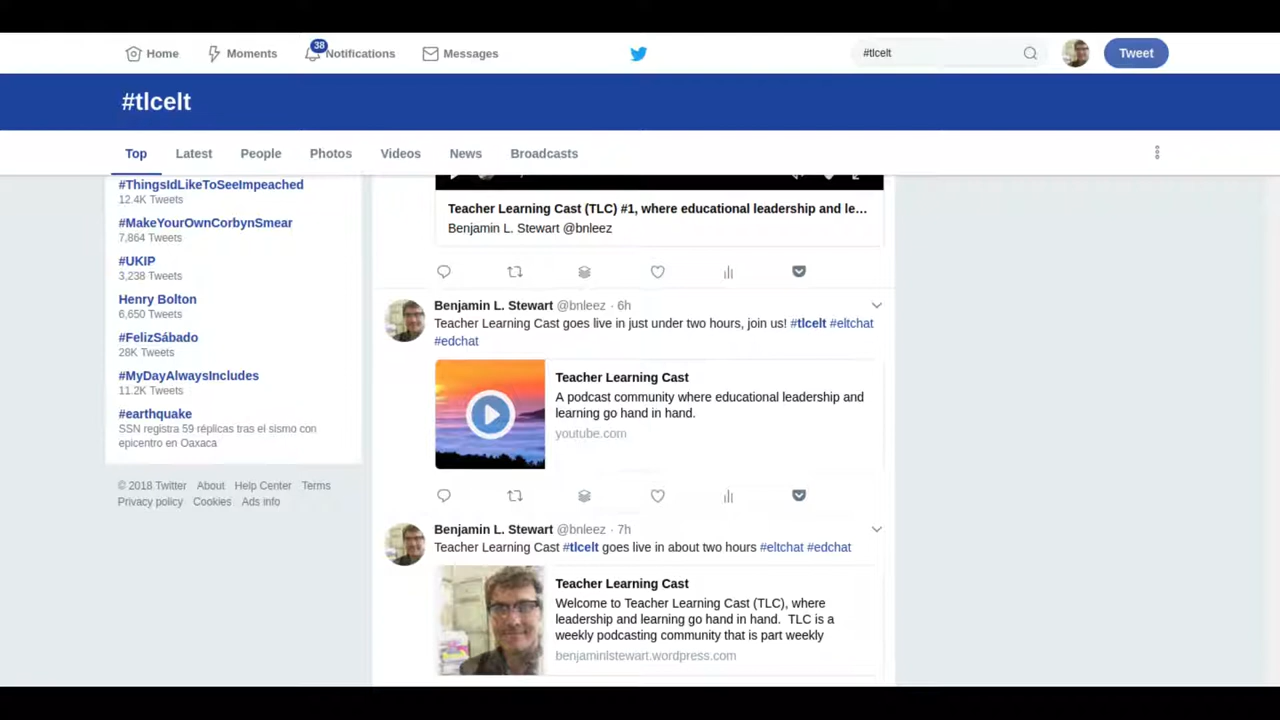 Home
Moments
38
Notifications
Messages
#tlcelt
Tweet
#tlcelt
Top
Latest
People
Photos
Videos
News
Broadcasts
#ThingsIdLikeToSeeImpeached
12.4K Tweets
#MakeYourOwnCorbynSmear
7,864 Tweets
#UKIP
3,238 Tweets
Henry Bolton
6,650 Tweets
#FelizSábado
28K Tweets
#MyDayAlwaysIncludes
11.2K Tweets
#earthquake
SSN registra 59 réplicas tras el sismo con
epicentro en Oaxaca
© 2018 Twitter About Help Center Terms
Privacy policy Cookies Ads info
Teacher Learning Cast (TLC) #1, where educational leadership and le…
Benjamin L. Stewart @bnleez
Benjamin L. Stewart @bnleez · 6h
Teacher Learning Cast goes live in just under two hours, join us! #tlcelt #eltchat
#edchat
Teacher Learning Cast
A podcast community where educational leadership and
learning go hand in hand.
youtube.com
Benjamin L. Stewart @bnleez · 7h
Teacher Learning Cast #tlcelt goes live in about two hours #eltchat #edchat
Teacher Learning Cast
Welcome to Teacher Learning Cast (TLC), where
leadership and learning go hand in hand. TLC is a
weekly podcasting community that is part weekly
benjaminlstewart.wordpress.com